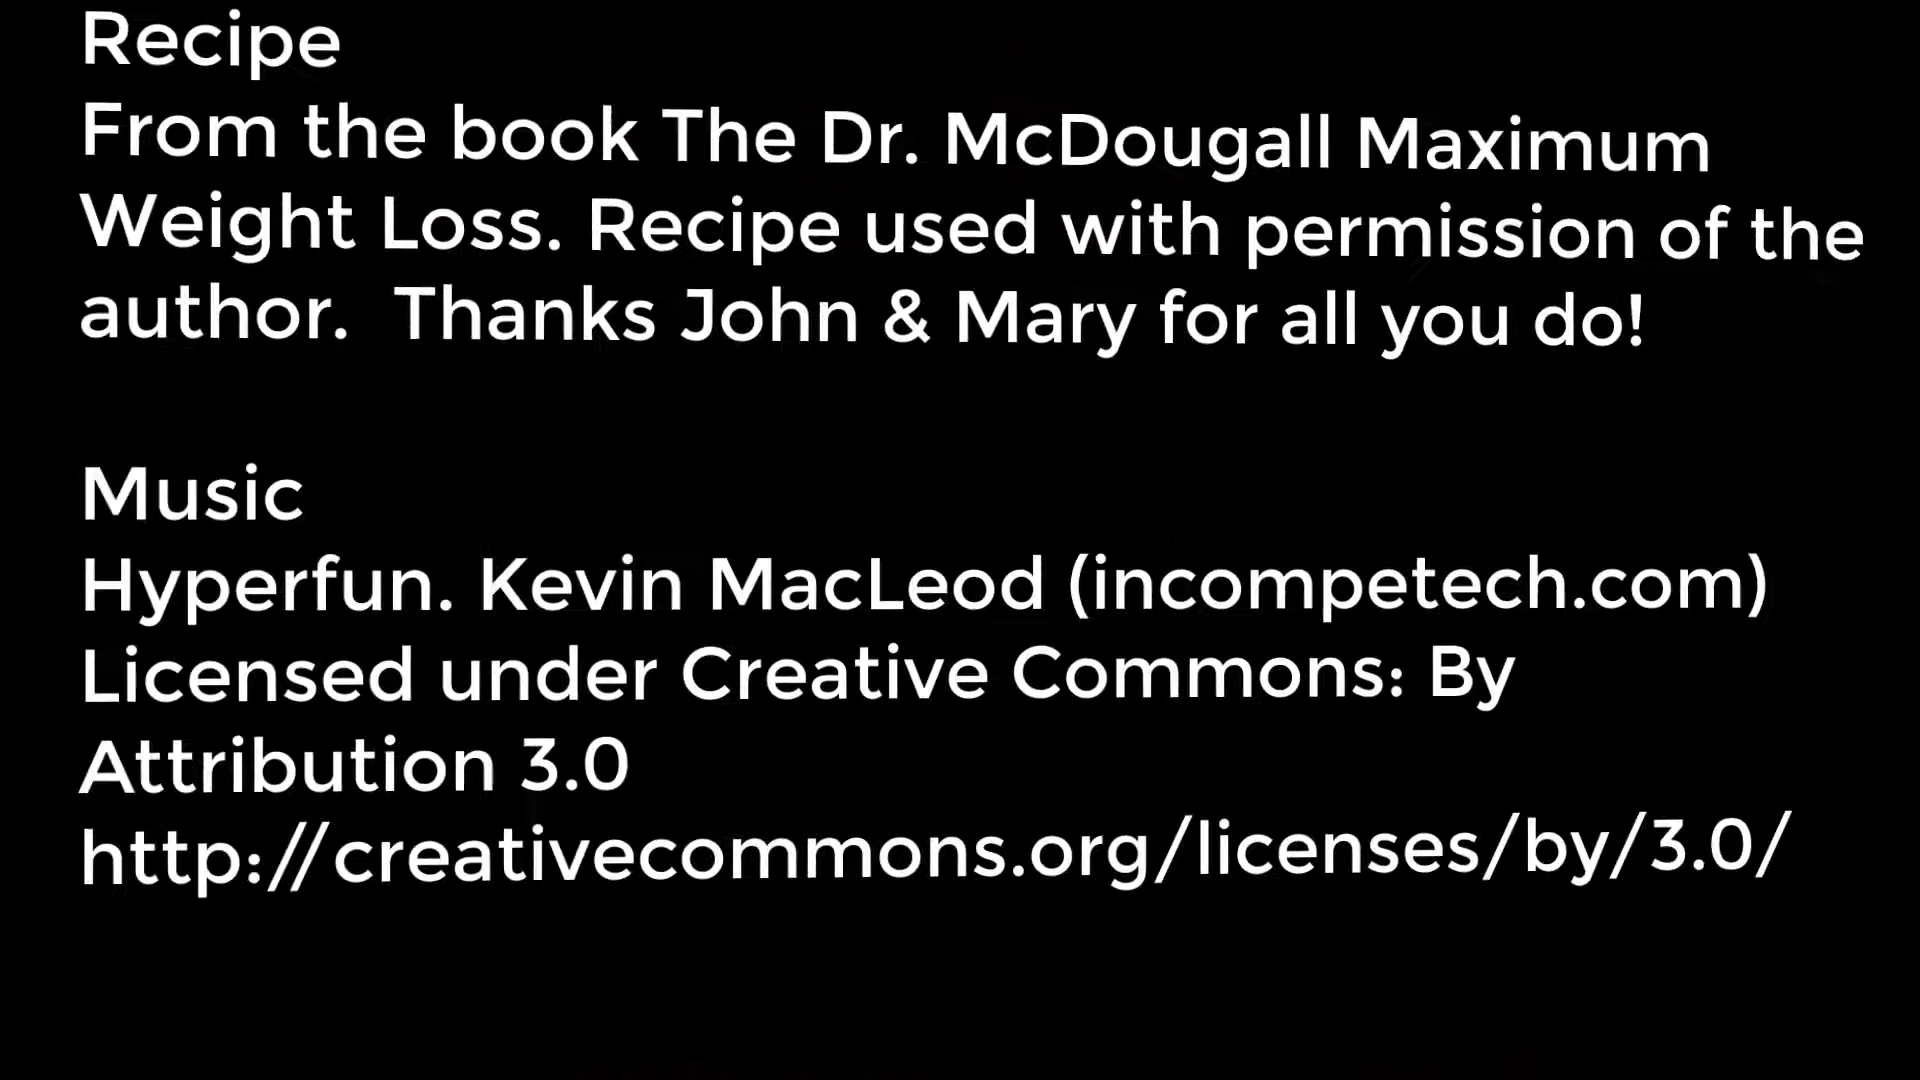 Recipe
From the book The Dr. McDougall Maximum
Weight Loss. Recipe used with permission of the
author.  Thanks John & Mary for all you do!
Music
Hyperfun. Kevin MacLeod (incompetech.com)
Licensed under Creative Commons: By
Attribution 3.0
http://creativecommons.org/licenses/by/3.0/